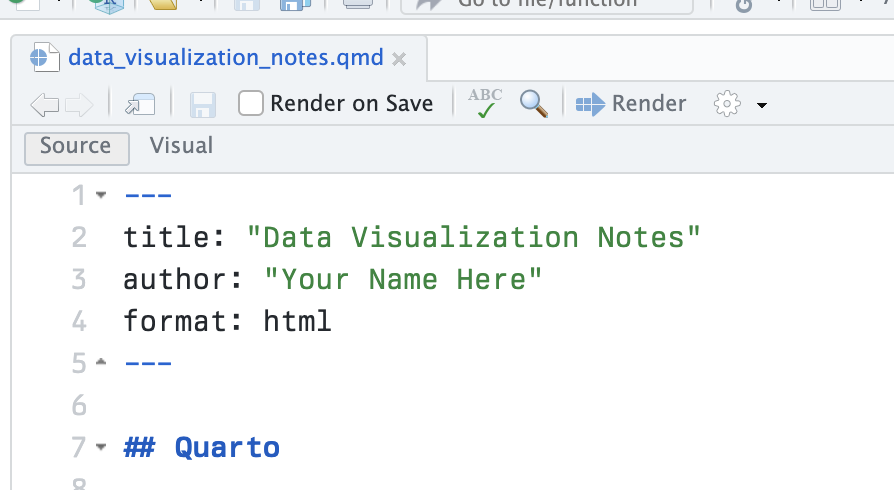 Go to file/function
data_visualization_notes.qmd
Render on Save
ABC
Render
Source Visual
1 ---
2 title: "Data Visualization Notes"
3 author: "Your Name Here"
4 format: html
5 ---
6
7 ## Quarto
8